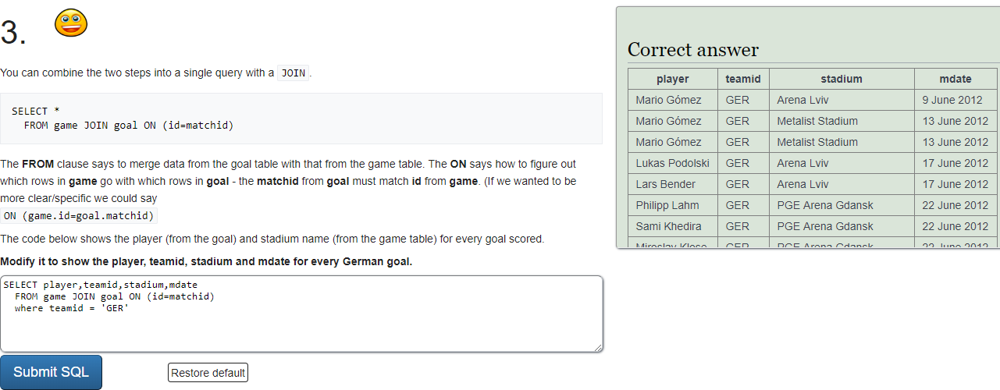 3.
You can combine the two steps into a single query with a JOIN.
SELECT *
FROM game JOIN goal ON (id=matchid)
The FROM clause says to merge data from the goal table with that from the game table. The ON says how to figure out
which rows in game go with which rows in goal - the matchid from goal must match id from game. (If we wanted to be
more clear/specific we could say
ON (game.id=goal.matchid)
The code below shows the player (from the goal) and stadium name (from the game table) for every goal scored.
Modify it to show the player, teamid, stadium and mdate for every German goal.
SELECT player,teamid,stadium,mdate
FROM game JOIN goal ON (id=matchid)
where teamid = 'GER'
Submit SQL Restore default
Correct answer
player teamid stadium mdate
Mario Gómez GER Arena Lviv 9 June 2012
Mario Gómez GER Metalist Stadium 13 June 2012
Mario Gómez GER Metalist Stadium 13 June 2012
Lukas Podolski GER Arena Lviv 17 June 2012
Lars Bender GER Arena Lviv 17 June 2012
Philipp Lahm GER PGE Arena Gdansk 22 June 2012
Sami Khedira GER PGE Arena Gdansk 22 June 2012
Miroslav Klose GER PGE Arena Gdansk 22 June 2012